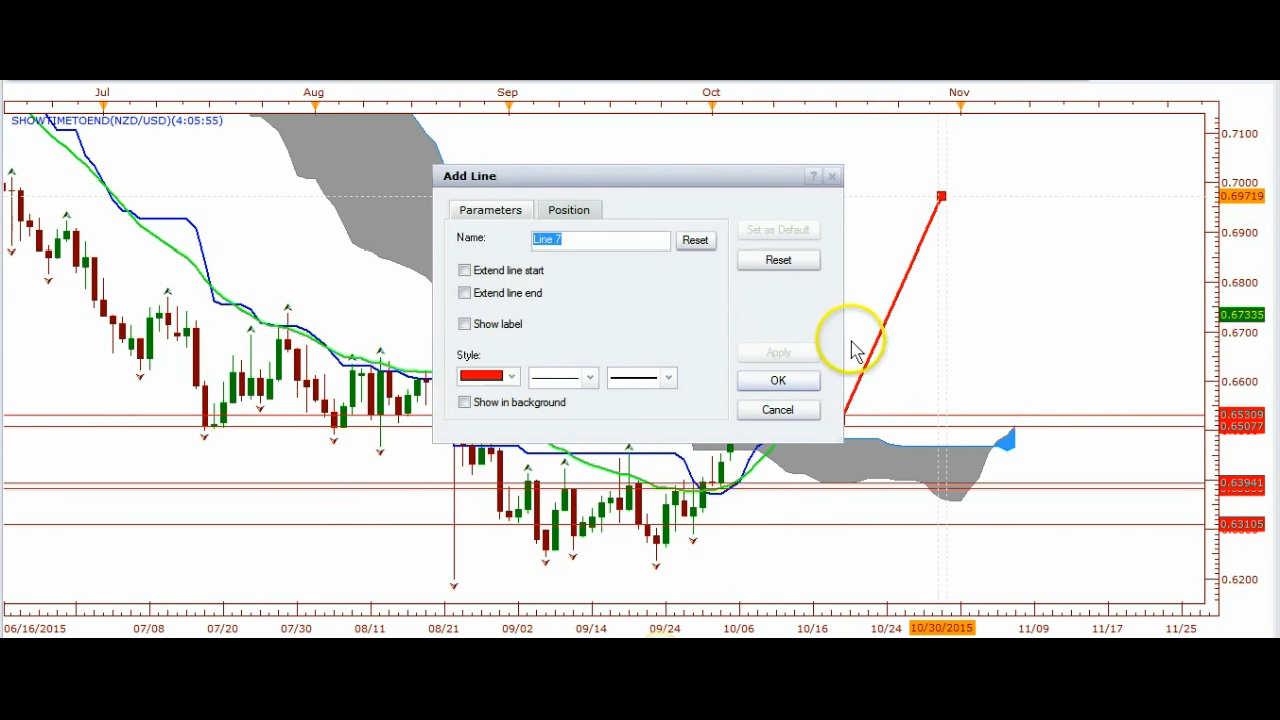 Jul Aug Sep Oct Nov
SHOWTIMETOEND(NZD/USD)(4:05:55)
0.7100
0.7000
0.69719
0.6900
0.6800
0.67335
0.6700
0.6600
0.65309
0.65077
0.63941
0.63105
0.6200
Add Line
?
Parameters Position
Name: Line 7 Reset
Set as Default
Reset
Extend line start
Extend line end
Show label
Style:
Apply
OK
Show in background
Cancel
06/16/2015 07/08 07/20 07/30 08/11 08/21 09/02 09/14 09/24 10/06 10/16 10/24 10/30/2015 11/09 11/17 11/25